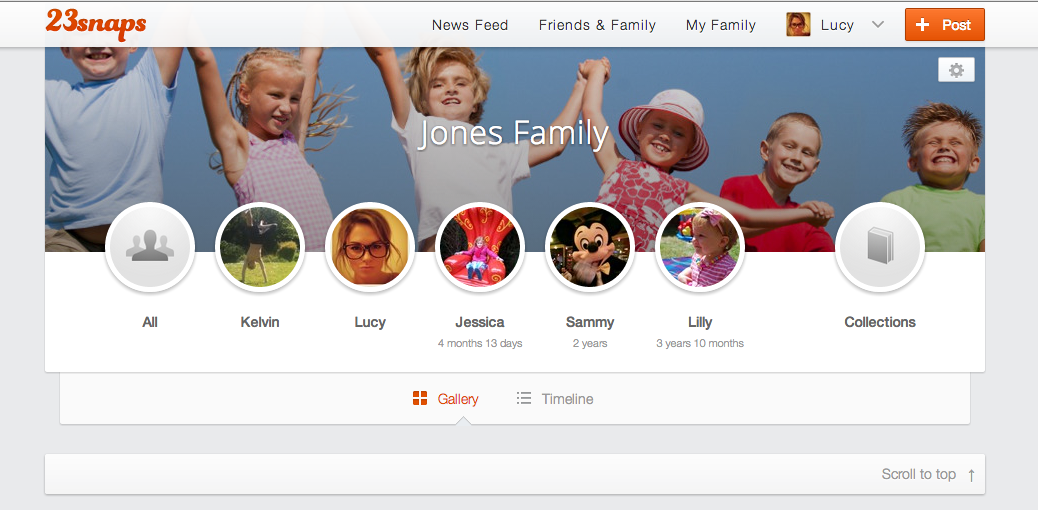 23snaps
News Feed
Friends & Family
My Family
Lucy
Post
Jones Family
All
Kelvin
Lucy
Jessica
Sammy
Lilly
Collections
4 months 13 days
2 years
3 years 10 months
Gallery
Timeline
Scroll to top ↑